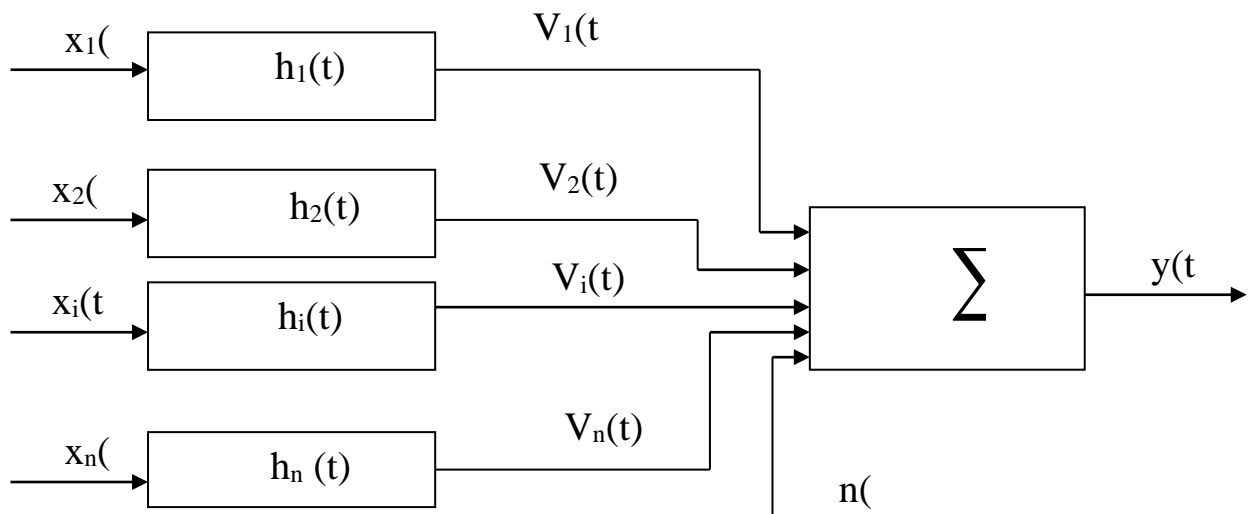 x₁(
h₁(t)
V₁(t
x₂(
h₂(t)
V₂(t)
xᵢ(t
hᵢ(t)
Vᵢ(t)
∑
y(t
xₙ(
hₙ (t)
Vₙ(t)
n(